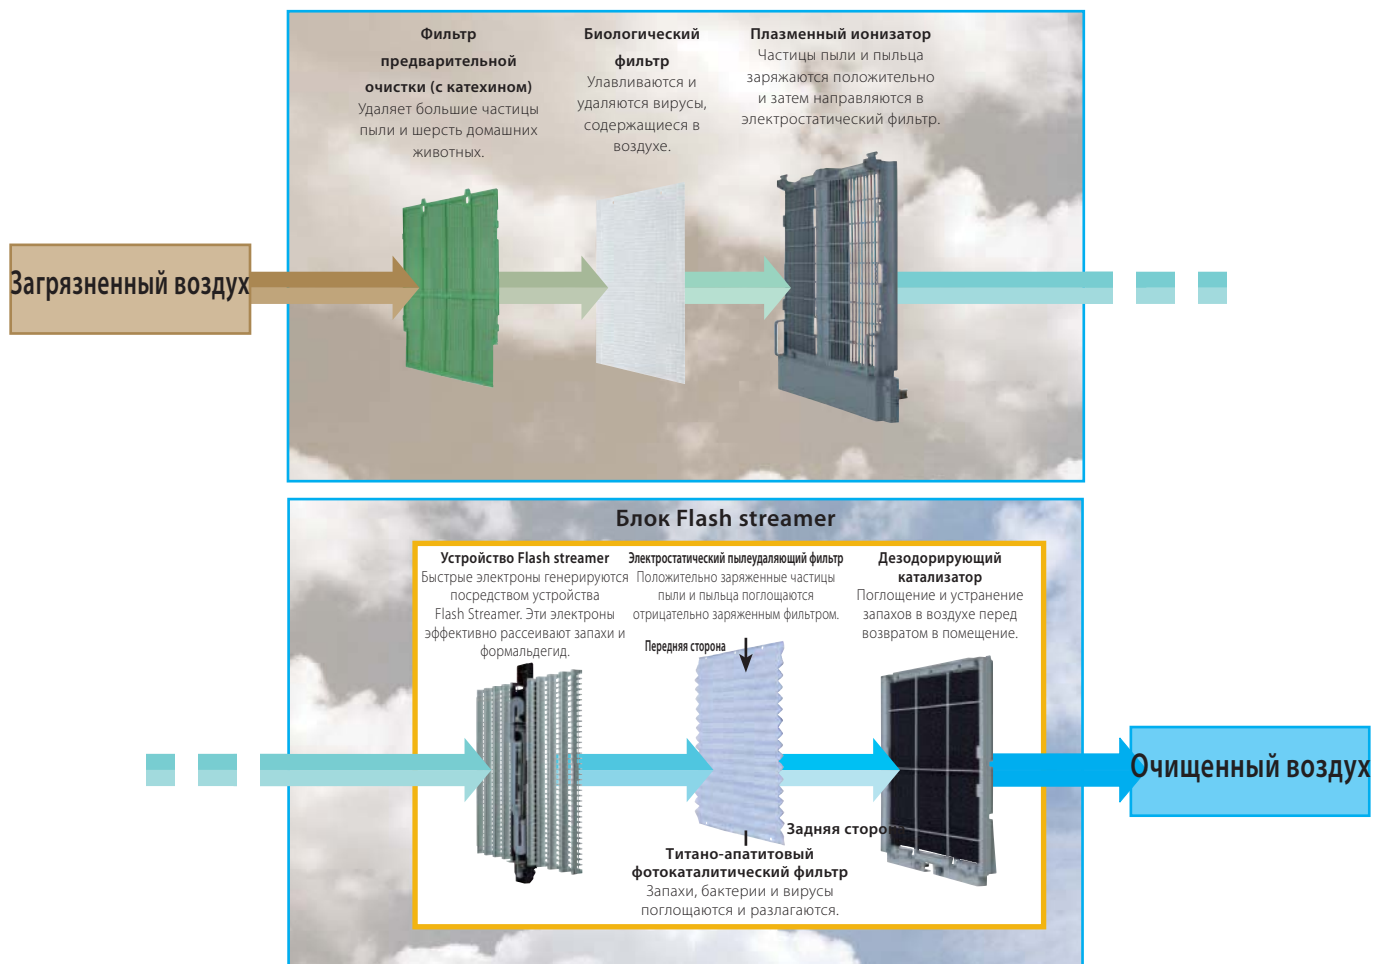 Фильтр
предварительной
очистки (с катехином)
Удаляет большие частицы
пыли и шерсть домашних
животных.
Биологический
фильтр
Улавливаются и
удаляются вирусы,
содержащиеся в
воздухе.
Плазменный ионизатор
Частицы пыли и пыльца
заряжаются положительно
и затем направляются в
электростатический фильтр.
Загрязненный воздух
Блок Flash streamer
Устройство Flash streamer
Быстрые электроны генерируются
посредством устройства
Flash Streamer. Эти электроны
эффективно рассеивают запахи и
формальдегид.
Электростатический пылеудаляющий фильтр
Положительно заряженные частицы
пыли и пыльца поглощаются
отрицательно заряженным фильтром.
Передняя сторона
Дезодорирующий
катализатор
Поглощение и устранение
запахов в воздухе перед
возвратом в помещение.
Очищенный воздух
Задняя сторона
Титано-апатитовый
фотокаталитический фильтр
Запахи, бактерии и вирусы
поглощаются и разлагаются.